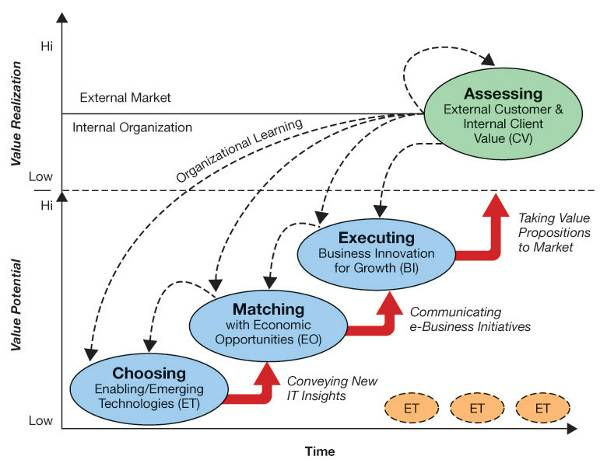 Hi
Value Realization
External Market
Internal Organization
Low
Organizational Learning
Assessing
External Customer &
Internal Client
Value (CV)
Hi
Value Potential
Low
Executing
Business Innovation
for Growth (BI)
Taking Value
Propositions
to Market
Matching
with Economic
Opportunities (EO)
Communicating
e-Business Initiatives
Choosing
Enabling/Emerging
Technologies (ET)
Conveying New
IT Insights
ET
ET
ET
Time